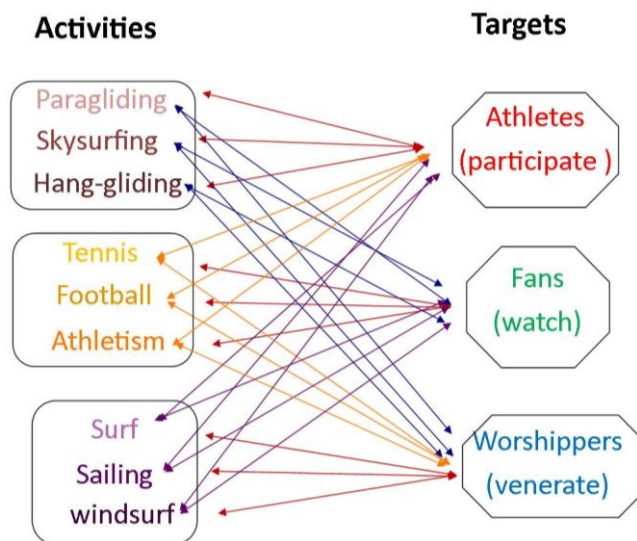 Activities
Targets
Paragliding
Skysurfing
Hang-gliding
Tennis
Football
Athletism
Surf
Sailing
windsurf
Athletes
(participate )
Fans
(watch)
Worshippers
(venerate)